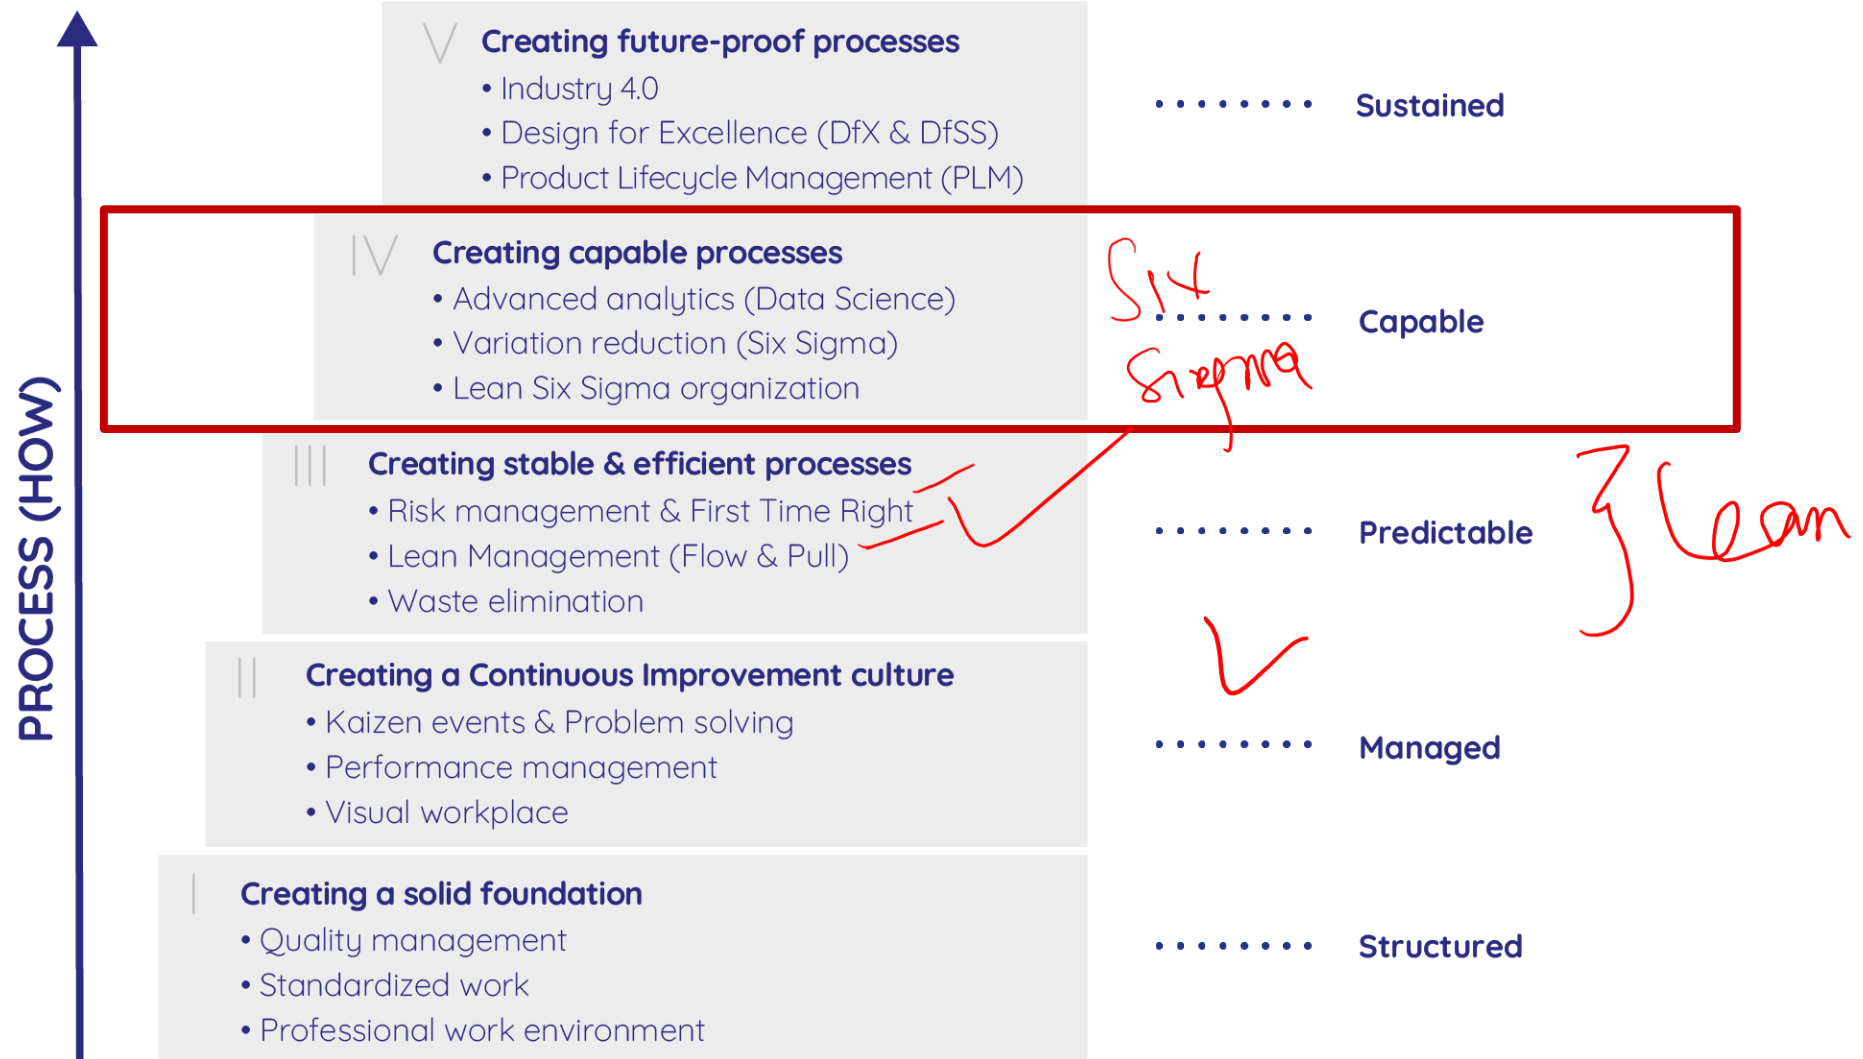 V Creating future-proof processes
• Industry 4.0
• Design for Excellence (DfX & DfSS)
• Product Lifecycle Management (PLM)
Sustained
IV Creating capable processes
• Advanced analytics (Data Science)
• Variation reduction (Six Sigma)
• Lean Six Sigma organization
Six
Sigma
Capable
III Creating stable & efficient processes
• Risk management & First Time Right
• Lean Management (Flow & Pull)
• Waste elimination
Predictable
Lean
II Creating a Continuous Improvement culture
• Kaizen events & Problem solving
• Performance management
• Visual workplace
Managed
I Creating a solid foundation
• Quality management
• Standardized work
• Professional work environment
Structured
PROCESS (HOW)